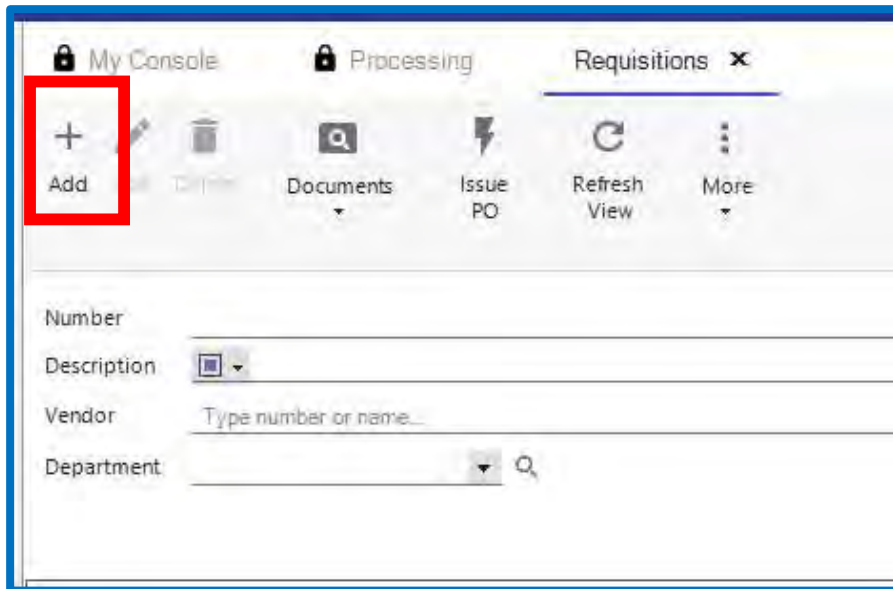 My Console Processing Requisitions ×
Add Documents Issue PO Refresh View More
Number
Description
Vendor Type number or name...
Department